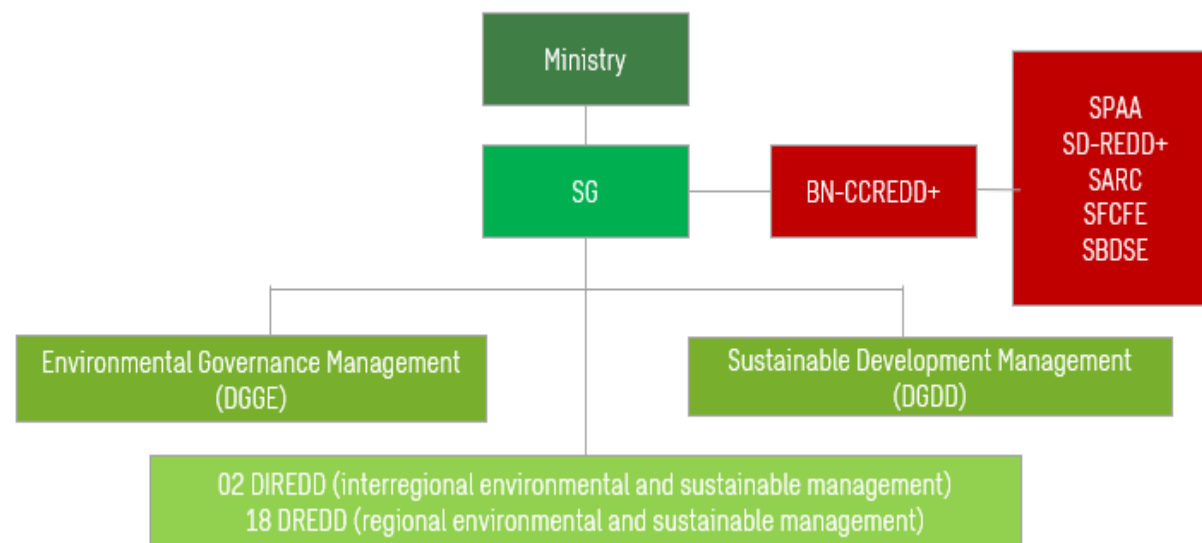 Ministry
SG
BN-CCREDD+
SPAA
SD-REDD+
SARC
SFCFE
SBDSE
Environmental Governance Management
(DGGE)
Sustainable Development Management
(DGDD)
02 DIREDD (interregional environmental and sustainable management)
18 DREDD (regional environmental and sustainable management)